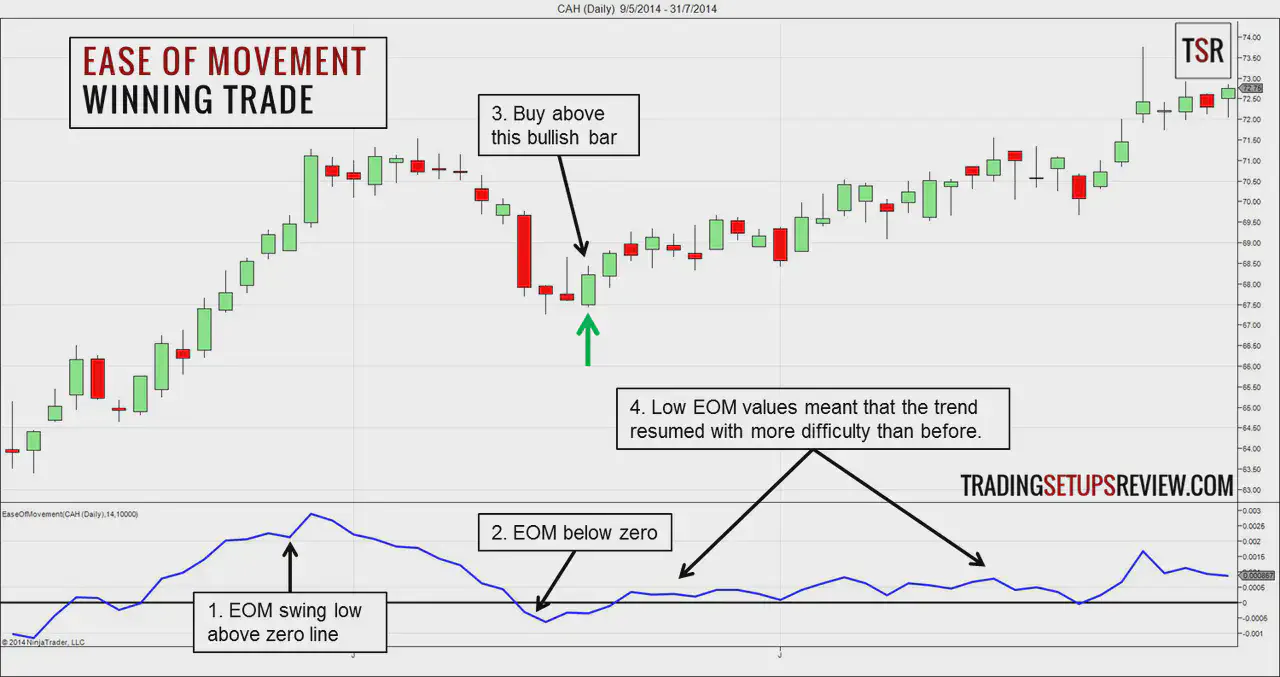 CAH (Daily) 9/5/2014 - 31/7/2014
EASE OF MOVEMENT
WINNING TRADE
TSR
3. Buy above
this bullish bar
74.00
73.50
73.00
72.79
72.50
72.00
71.50
71.00
70.50
70.00
69.50
69.00
68.50
68.00
67.50
67.00
66.50
66.00
65.50
65.00
64.50
64.00
63.50
63.00
4. Low EOM values meant that the trend
resumed with more difficulty than before.
TRADINGSETUPSREVIEW.COM
EaseOfMovement(CAH (Daily),14,10000)
2. EOM below zero
1. EOM swing low
above zero line
0.003
0.0025
0.002
0.0015
0.000867
0.0005
0
-0.0005
-0.001
© 2014 NinjaTrader, LLC
J
J